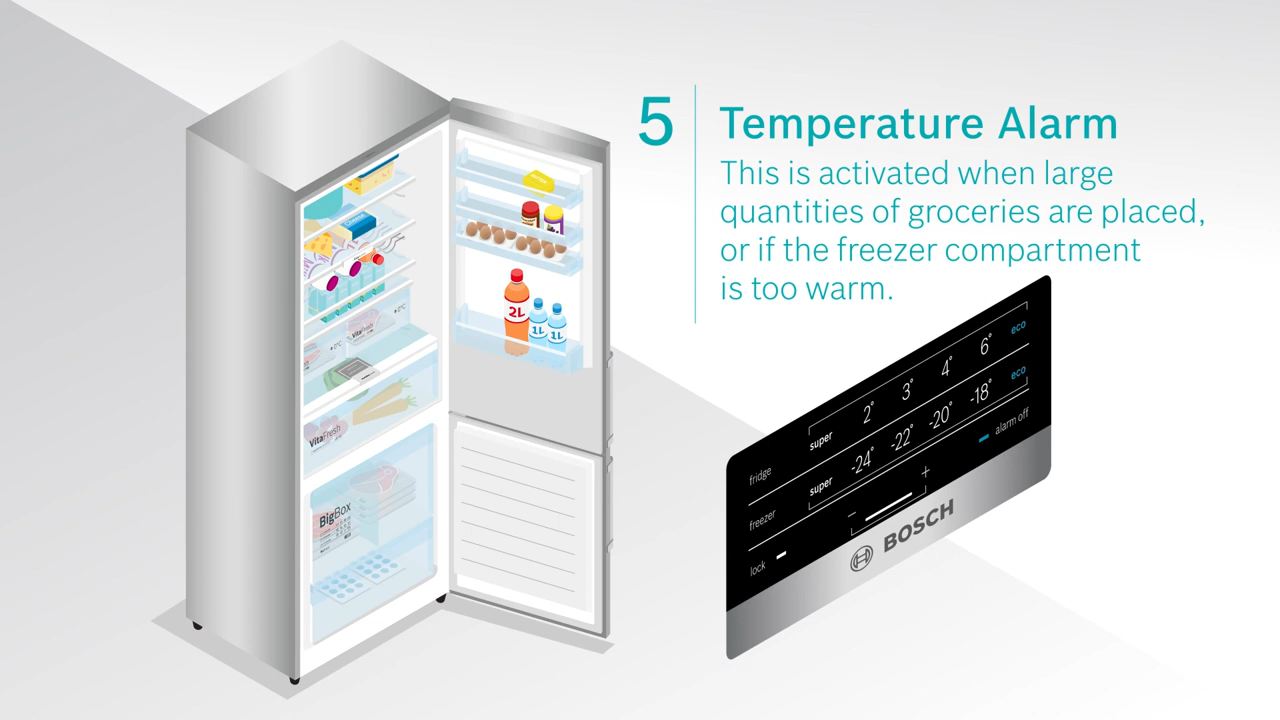 5
Temperature Alarm
This is activated when large
quantities of groceries are placed,
or if the freezer compartment
is too warm.
2L
1L
1L
VitaFresh
VitaFresh
BigBox
fridge super 2° 3° 4° 6° eco
freezer super -24° -22° -20° -18° eco
lock − + alarm off
BOSCH